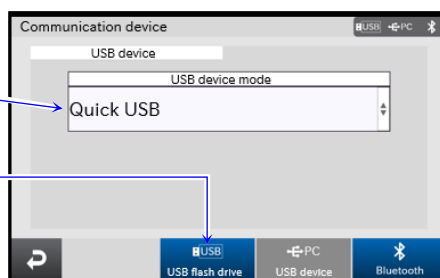 Communication device
USB PC
USB device
USB device mode
Quick USB
USB PC
USB flash drive USB device Bluetooth